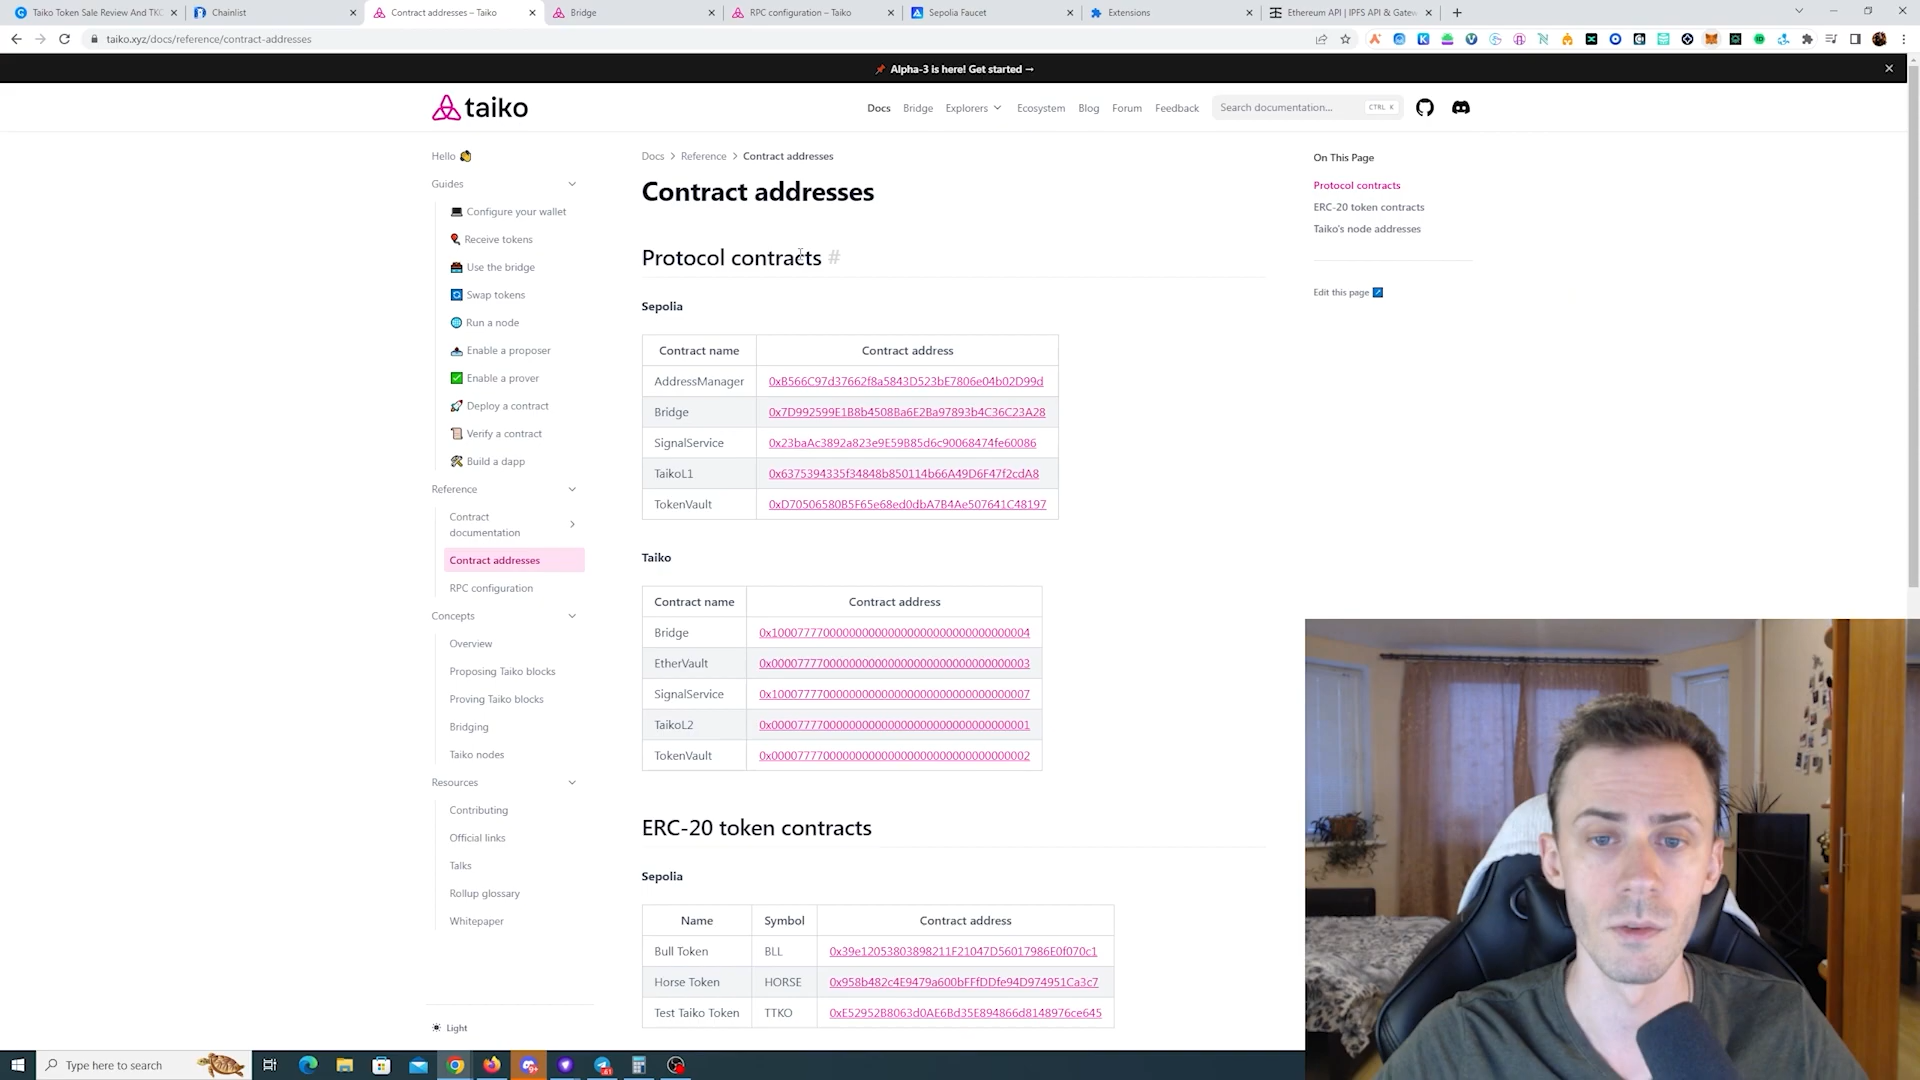 Taiko Token Sale Review And TKO
Chainlist
Contract addresses – Taiko
Bridge
RPC configuration – Taiko
Sepolia Faucet
Extensions
Ethereum API | IPFS API & Gatew
taiko.xyz/docs/reference/contract-addresses
📌 Alpha-3 is here! Get started →
taiko
Docs
Bridge
Explorers
Ecosystem
Blog
Forum
Feedback
Search documentation...
CTRL K
Hello 👋
Guides
Configure your wallet
Receive tokens
Use the bridge
Swap tokens
Run a node
Enable a proposer
Enable a prover
Deploy a contract
Verify a contract
Build a dapp
Reference
Contract
documentation
Contract addresses
RPC configuration
Concepts
Overview
Proposing Taiko blocks
Proving Taiko blocks
Bridging
Taiko nodes
Resources
Contributing
Official links
Talks
Rollup glossary
Whitepaper
Light
Docs > Reference > Contract addresses
Contract addresses
Protocol contracts #
Sepolia
Contract name Contract address
AddressManager 0xB566C97d37662f8a5843D523bE7806e04b02D99d
Bridge 0x7D992599E1B8b4508Ba6E2Ba97893b4C36C23A28
SignalService 0x23baAc3892a823e9E59B85d6c90068474fe60086
TaikoL1 0x6375394335f34848b850114b66A49D6F47f2cdA8
TokenVault 0xD70506580B5F65e68ed0dbA7B4Ae507641C48197
Taiko
Contract name Contract address
Bridge 0x1000777700000000000000000000000000000004
EtherVault 0x0000777700000000000000000000000000000003
SignalService 0x1000777700000000000000000000000000000007
TaikoL2 0x0000777700000000000000000000000000000001
TokenVault 0x0000777700000000000000000000000000000002
ERC-20 token contracts
Sepolia
Name Symbol Contract address
Bull Token BLL 0x39e12053803898211F21047D56017986E0f070c1
Horse Token HORSE 0x958b482c4E9479a600bFFfDDfe94D974951Ca3c7
Test Taiko Token TTKO 0xE52952B8063d0AE6Bd35E894866d8148976ce645
On This Page
Protocol contracts
ERC-20 token contracts
Taiko's node addresses
Edit this page
Type here to search